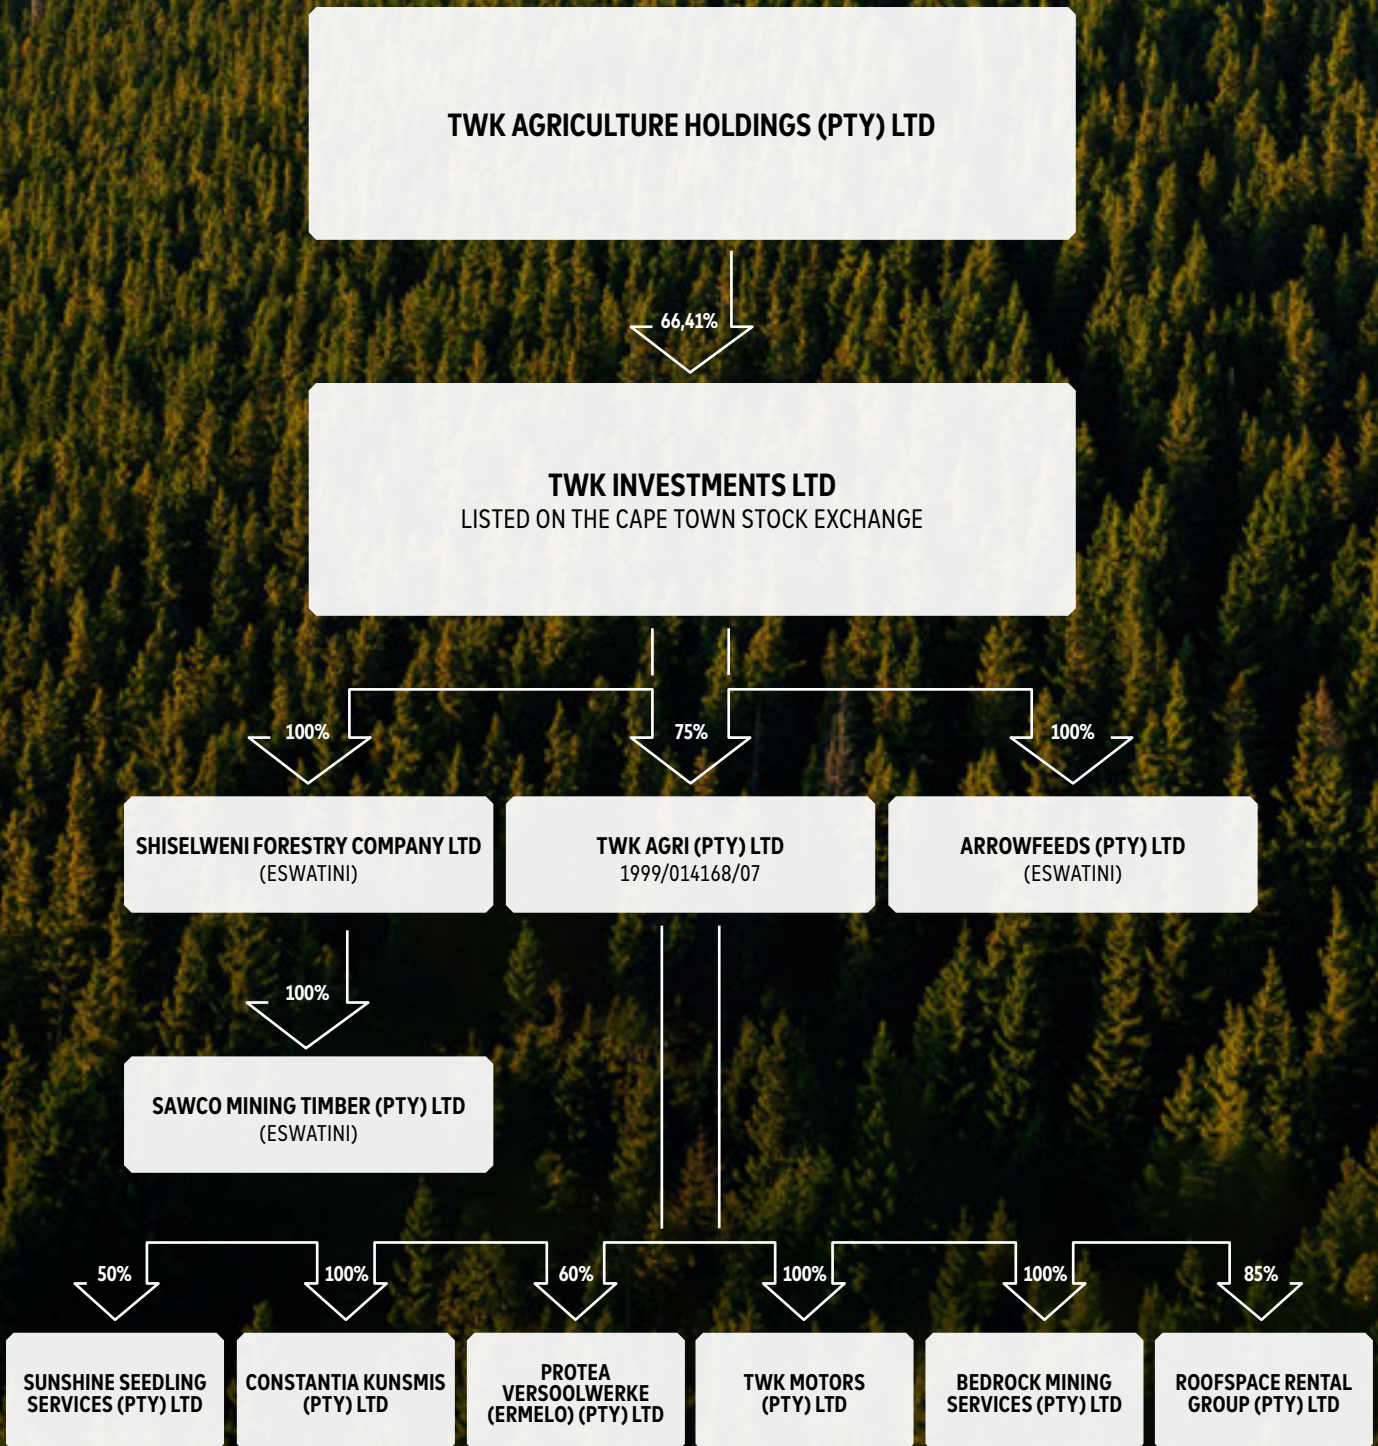 TWK AGRICULTURE HOLDINGS (PTY) LTD
66,41%
TWK INVESTMENTS LTD
LISTED ON THE CAPE TOWN STOCK EXCHANGE
100%
75%
100%
SHISELWENI FORESTRY COMPANY LTD
(ESWATINI)
TWK AGRI (PTY) LTD
1999/014168/07
ARROWFEEDS (PTY) LTD
(ESWATINI)
100%
SAWCO MINING TIMBER (PTY) LTD
(ESWATINI)
50%
100%
60%
100%
100%
85%
SUNSHINE SEEDLING
SERVICES (PTY) LTD
CONSTANTIA KUNSMIS
(PTY) LTD
PROTEA
VERSOOLWERKE
(ERMELO) (PTY) LTD
TWK MOTORS
(PTY) LTD
BEDROCK MINING
SERVICES (PTY) LTD
ROOFSPACE RENTAL
GROUP (PTY) LTD